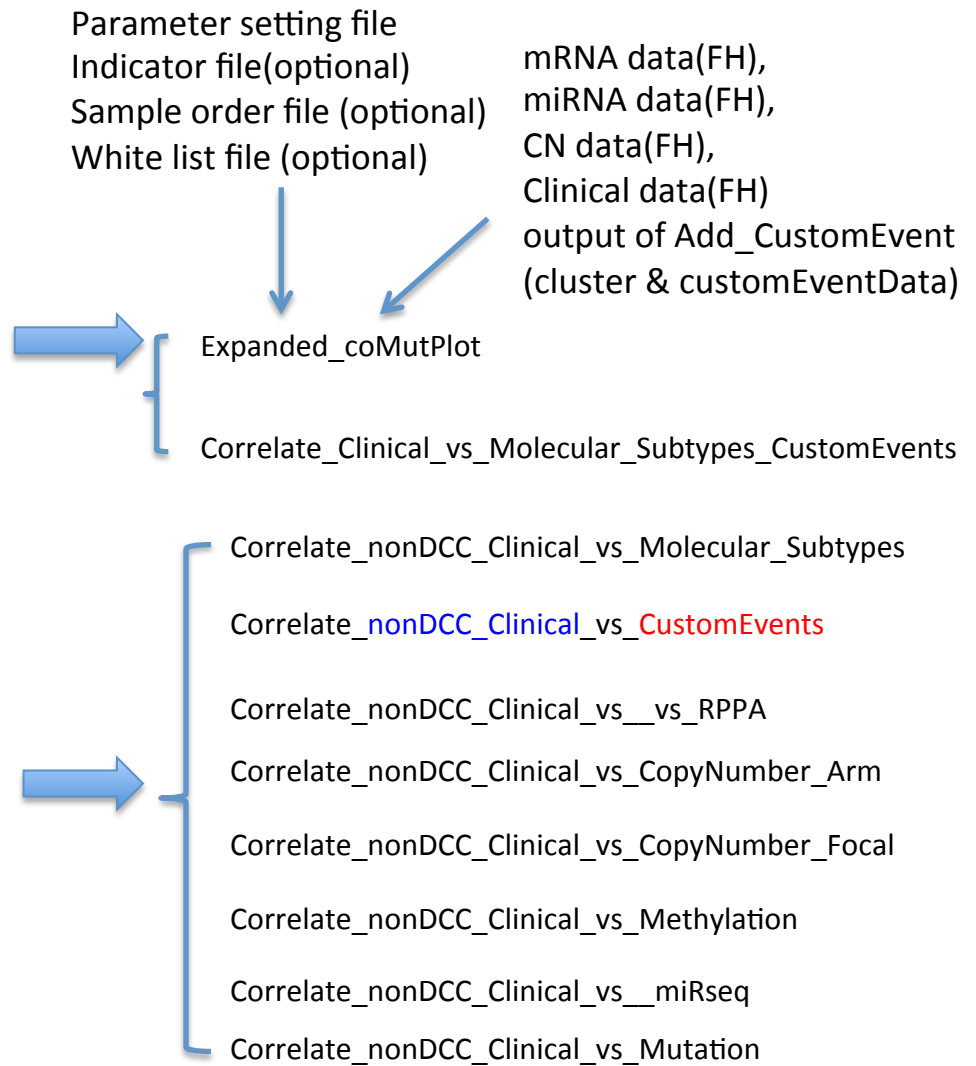 Parameter setting file
Indicator file(optional)
Sample order file (optional)
White list file (optional)
mRNA data(FH),
miRNA data(FH),
CN data(FH),
Clinical data(FH)
output of Add_CustomEvent
(cluster & customEventData)
Expanded_coMutPlot
Correlate_Clinical_vs_Molecular_Subtypes_CustomEvents
Correlate_nonDCC_Clinical_vs_Molecular_Subtypes
Correlate_nonDCC_Clinical_vs_CustomEvents
Correlate_nonDCC_Clinical_vs__vs_RPPA
Correlate_nonDCC_Clinical_vs_CopyNumber_Arm
Correlate_nonDCC_Clinical_vs_CopyNumber_Focal
Correlate_nonDCC_Clinical_vs_Methylation
Correlate_nonDCC_Clinical_vs__miRseq
Correlate_nonDCC_Clinical_vs_Mutation